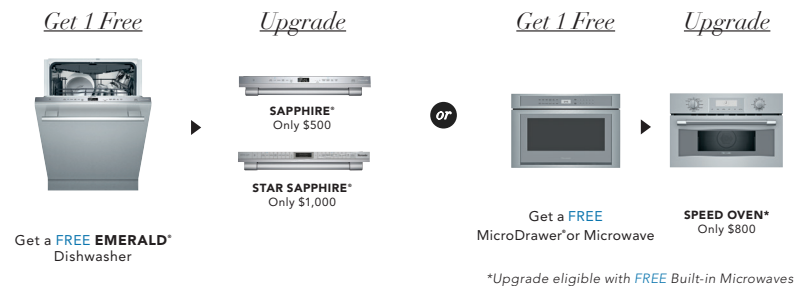 Get 1 Free
Upgrade
SAPPHIRE®
Only $500
STAR SAPPHIRE®
Only $1,000
Get a FREE EMERALD®
Dishwasher
or
Get 1 Free
Upgrade
Get a FREE
MicroDrawer® or Microwave
SPEED OVEN*
Only $800
*Upgrade eligible with FREE Built-in Microwaves